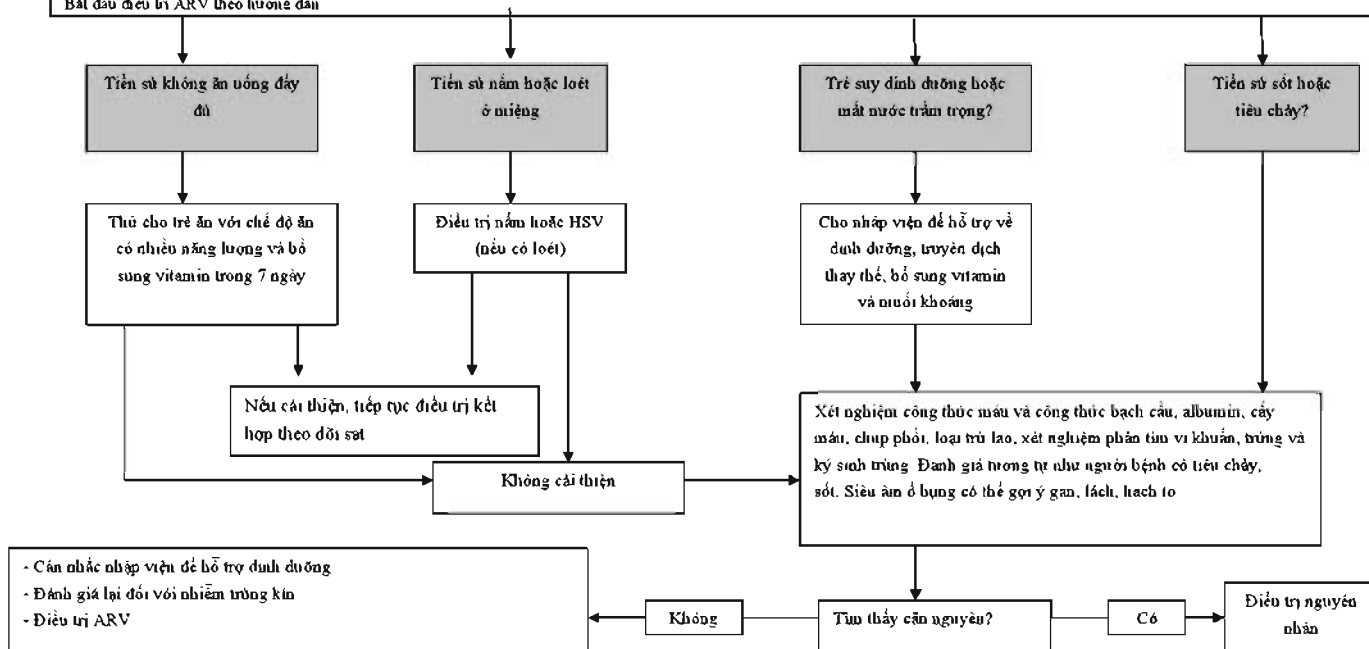 Bắt đầu điều trị ARV theo hướng dẫn
Tiền sử không ăn uống đầy
đủ
Tiền sử nấm hoặc loét
ở miệng
Trẻ suy dinh dưỡng hoặc
mất nước trầm trọng?
Tiền sử sốt hoặc
tiêu chảy?
Thử cho trẻ ăn với chế độ ăn
có nhiều năng lượng và bổ
sung vitamin trong 7 ngày
Điều trị nấm hoặc HSV
(nếu có loét)
Cho nhập viện để hỗ trợ về
dinh dưỡng, truyền dịch
thay thế, bổ sung vitamin
và muối khoáng
Nếu cải thiện, tiếp tục điều trị kết
hợp theo dõi sát
Xét nghiệm công thức máu và công thức bạch cầu, albumin, cấy
máu, chụp phổi, loại trừ lao, xét nghiệm phân tìm vi khuẩn, trứng và
ký sinh trùng. Đánh giá tương tự như người bệnh có tiêu chảy,
sốt. Siêu âm ổ bụng có thể gợi ý gan, lách, hạch to
Không cải thiện
- Cân nhắc nhập viện để hỗ trợ dinh dưỡng
- Đánh giá lại đối với nhiễm trùng kín
- Điều trị ARV
Không
Tìm thấy căn nguyên?
Có
Điều trị nguyên
nhân